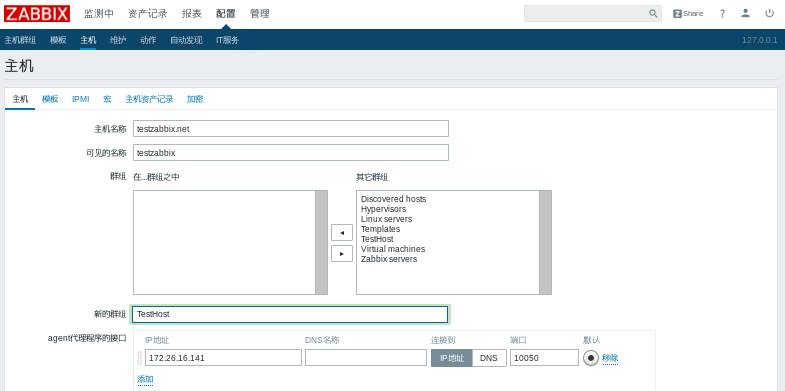 ZABBIX 监测中 资产记录 报表 配置 管理 Z Share ?
主机群组 模板 主机 维护 动作 自动发现 IT服务 127.0.0.1
主机
主机 模板 IPMI 宏 主机资产记录 加密
主机名称 testzabbix.net
可见的名称 testzabbix
群组 在...群组之中 其它群组
Discovered hosts
Hypervisors
Linux servers
Templates
TestHost
Virtual machines
Zabbix servers
新的群组 TestHost
agent代理程序的接口 IP地址 DNS名称 连接到 端口 默认
172.26.16.141 IP地址 DNS 10050 移除
添加